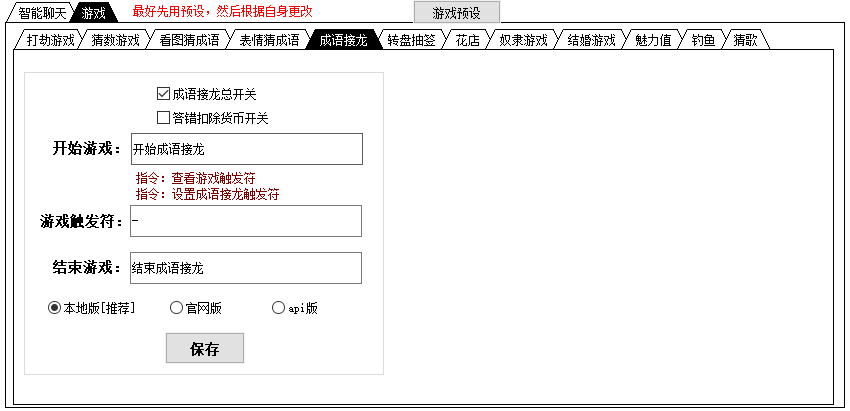 智能聊天 游戏 最好先用预设，然后根据自身更改 游戏预设
打劫游戏 猜数游戏 看图猜成语 表情猜成语 成语接龙 转盘抽签 花店 奴隶游戏 结婚游戏 魅力值 钓鱼 猜歌
成语接龙总开关
答错扣除货币开关
开始游戏： 开始成语接龙
指令：查看游戏触发符
指令：设置成语接龙触发符
游戏触发符： -
结束游戏： 结束成语接龙
本地版[推荐] 官网版 api版
保存